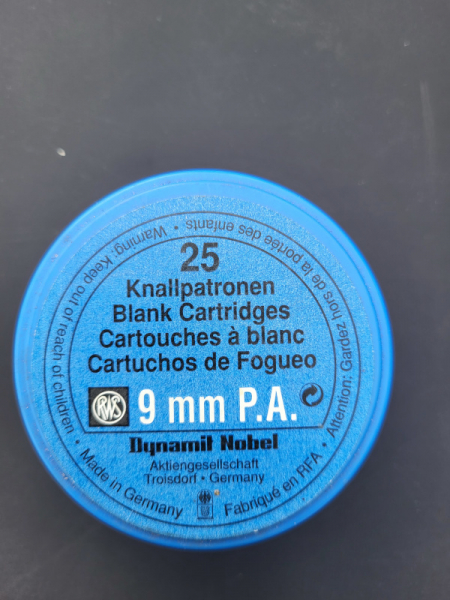 25
Knallpatronen
Blank Cartridges
Cartouches à blanc
Cartuchos de Fogueo
RWS 9 mm P.A.
Dynamit Nobel
Aktiengesellschaft
Troisdorf • Germany
Made in Germany • Warning: Keep out of reach of children • Attention: Gardez hors de la portée des enfants • Fabriqué en RFA